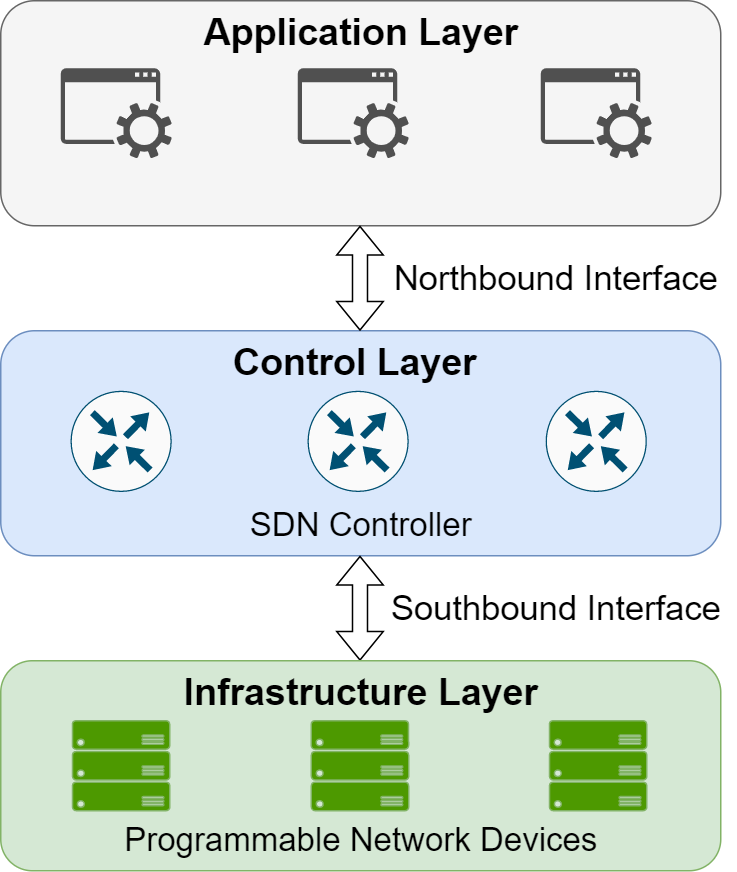 Application Layer
Northbound Interface
Control Layer
SDN Controller
Southbound Interface
Infrastructure Layer
Programmable Network Devices